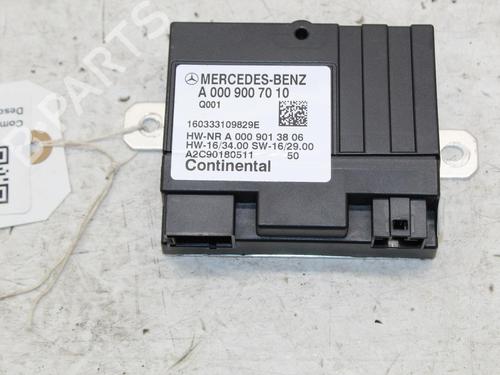 MERCEDES-BENZ
A 000 900 70 10
Q001
160333109829E
HW-NR A 000 901 38 06
HW-16/34.00 SW-16/29.00
A2C90180511 50
Continental